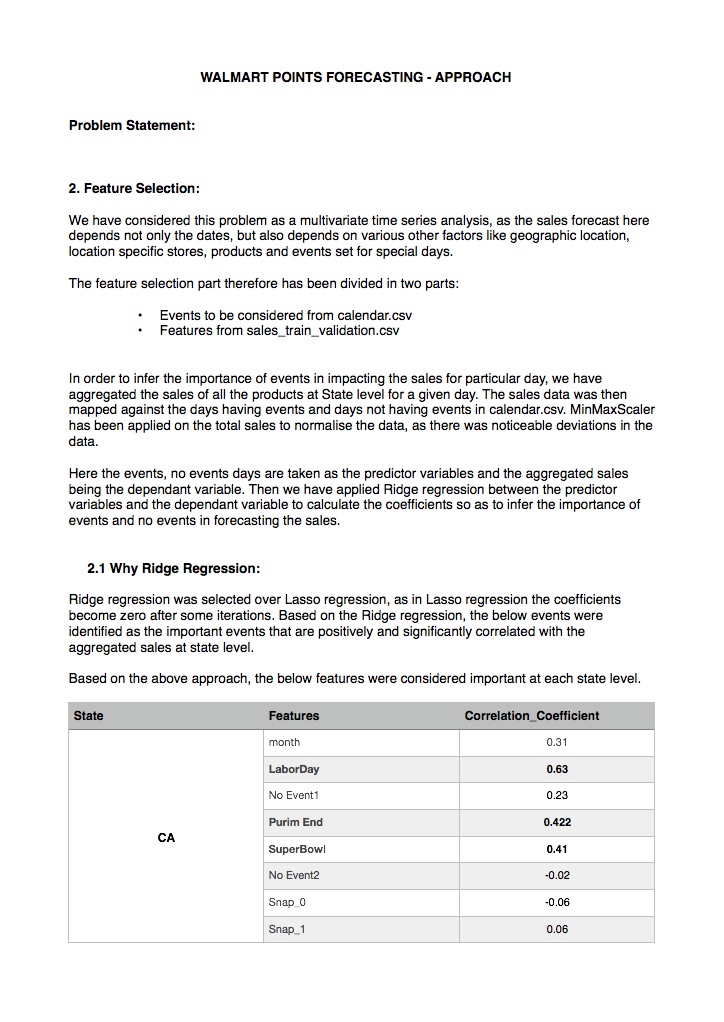 WALMART POINTS FORECASTING - APPROACH
Problem Statement:
2. Feature Selection:
We have considered this problem as a multivariate time series analysis, as the sales forecast here
depends not only the dates, but also depends on various other factors like geographic location,
location specific stores, products and events set for special days.
The feature selection part therefore has been divided in two parts:
• Events to be considered from calendar.csv
• Features from sales_train_validation.csv
In order to infer the importance of events in impacting the sales for particular day, we have
aggregated the sales of all the products at State level for a given day. The sales data was then
mapped against the days having events and days not having events in calendar.csv. MinMaxScaler
has been applied on the total sales to normalise the data, as there was noticeable deviations in the
data.
Here the events, no events days are taken as the predictor variables and the aggregated sales
being the dependant variable. Then we have applied Ridge regression between the predictor
variables and the dependant variable to calculate the coefficients so as to infer the importance of
events and no events in forecasting the sales.
2.1 Why Ridge Regression:
Ridge regression was selected over Lasso regression, as in Lasso regression the coefficients
become zero after some iterations. Based on the Ridge regression, the below events were
identified as the important events that are positively and significantly correlated with the
aggregated sales at state level.
Based on the above approach, the below features were considered important at each state level.
State Features Correlation_Coefficient
month 0.31
LaborDay 0.63
No Event1 0.23
Purim End 0.422
CA
SuperBowl 0.41
No Event2 -0.02
Snap_0 -0.06
Snap_1 0.06